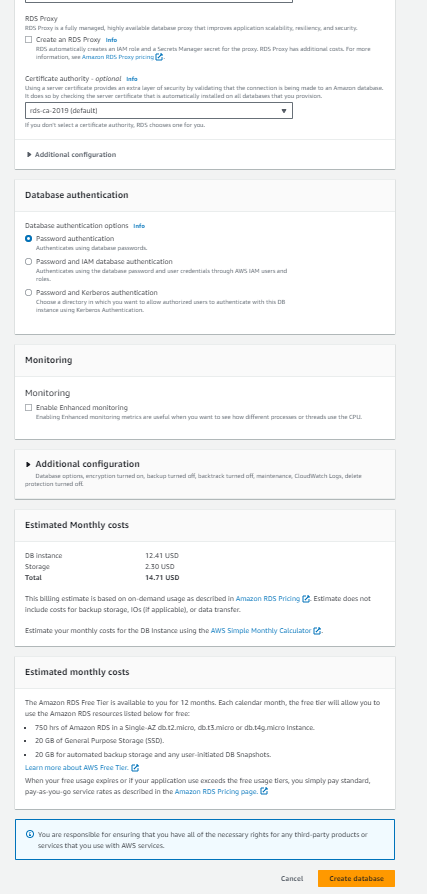 RDS Proxy
RDS Proxy is a fully managed, highly available database proxy that improves application scalability, resiliency, and security.
Create an RDS Proxy Info
RDS automatically creates an IAM role and a Secrets Manager secret for the proxy. RDS Proxy has additional costs. For more
information, see Amazon RDS Proxy pricing.
Certificate authority - optional Info
Using a server certificate provides an extra layer of security by validating that the connection is being made to an Amazon database.
It does so by checking the server certificate that is automatically installed on all databases that you provision.
rds-ca-2019 (default)
If you don't select a certificate authority, RDS chooses one for you.
Additional configuration
Database authentication
Database authentication options Info
Password authentication
Authenticates using database passwords.
Password and IAM database authentication
Authenticates using the database password and user credentials through AWS IAM users and
roles.
Password and Kerberos authentication
Choose a directory in which you want to allow authorized users to authenticate with this DB
instance using Kerberos Authentication.
Monitoring
Monitoring
Enable Enhanced monitoring
Enabling Enhanced monitoring metrics are useful when you want to see how different processes or threads use the CPU.
Additional configuration
Database options, encryption turned on, backup turned off, backtrack turned off, maintenance, CloudWatch Logs, delete
protection turned off.
Estimated Monthly costs
DB instance 12.41 USD
Storage 2.30 USD
Total 14.71 USD
This billing estimate is based on on-demand usage as described in Amazon RDS Pricing. Estimate does not
include costs for backup storage, IOs (if applicable), or data transfer.
Estimate your monthly costs for the DB Instance using the AWS Simple Monthly Calculator.
Estimated monthly costs
The Amazon RDS Free Tier is available to you for 12 months. Each calendar month, the free tier will allow you to
use the Amazon RDS resources listed below for free:
• 750 hrs of Amazon RDS in a Single-AZ db.t2.micro, db.t3.micro or db.t4g.micro Instance.
• 20 GB of General Purpose Storage (SSD).
• 20 GB for automated backup storage and any user-initiated DB Snapshots.
Learn more about AWS Free Tier.
When your free usage expires or if your application use exceeds the free usage tiers, you simply pay standard,
pay-as-you-go service rates as described in the Amazon RDS Pricing page.
You are responsible for ensuring that you have all of the necessary rights for any third-party products or
services that you use with AWS services.
Cancel Create database